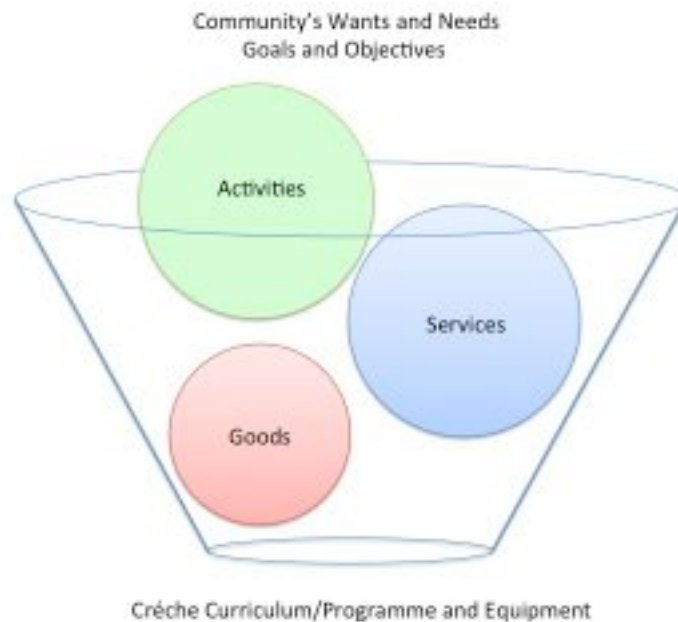 Community's Wants and Needs
Goals and Objectives
Activities
Services
Goods
Créche Curriculum/Programme and Equipment